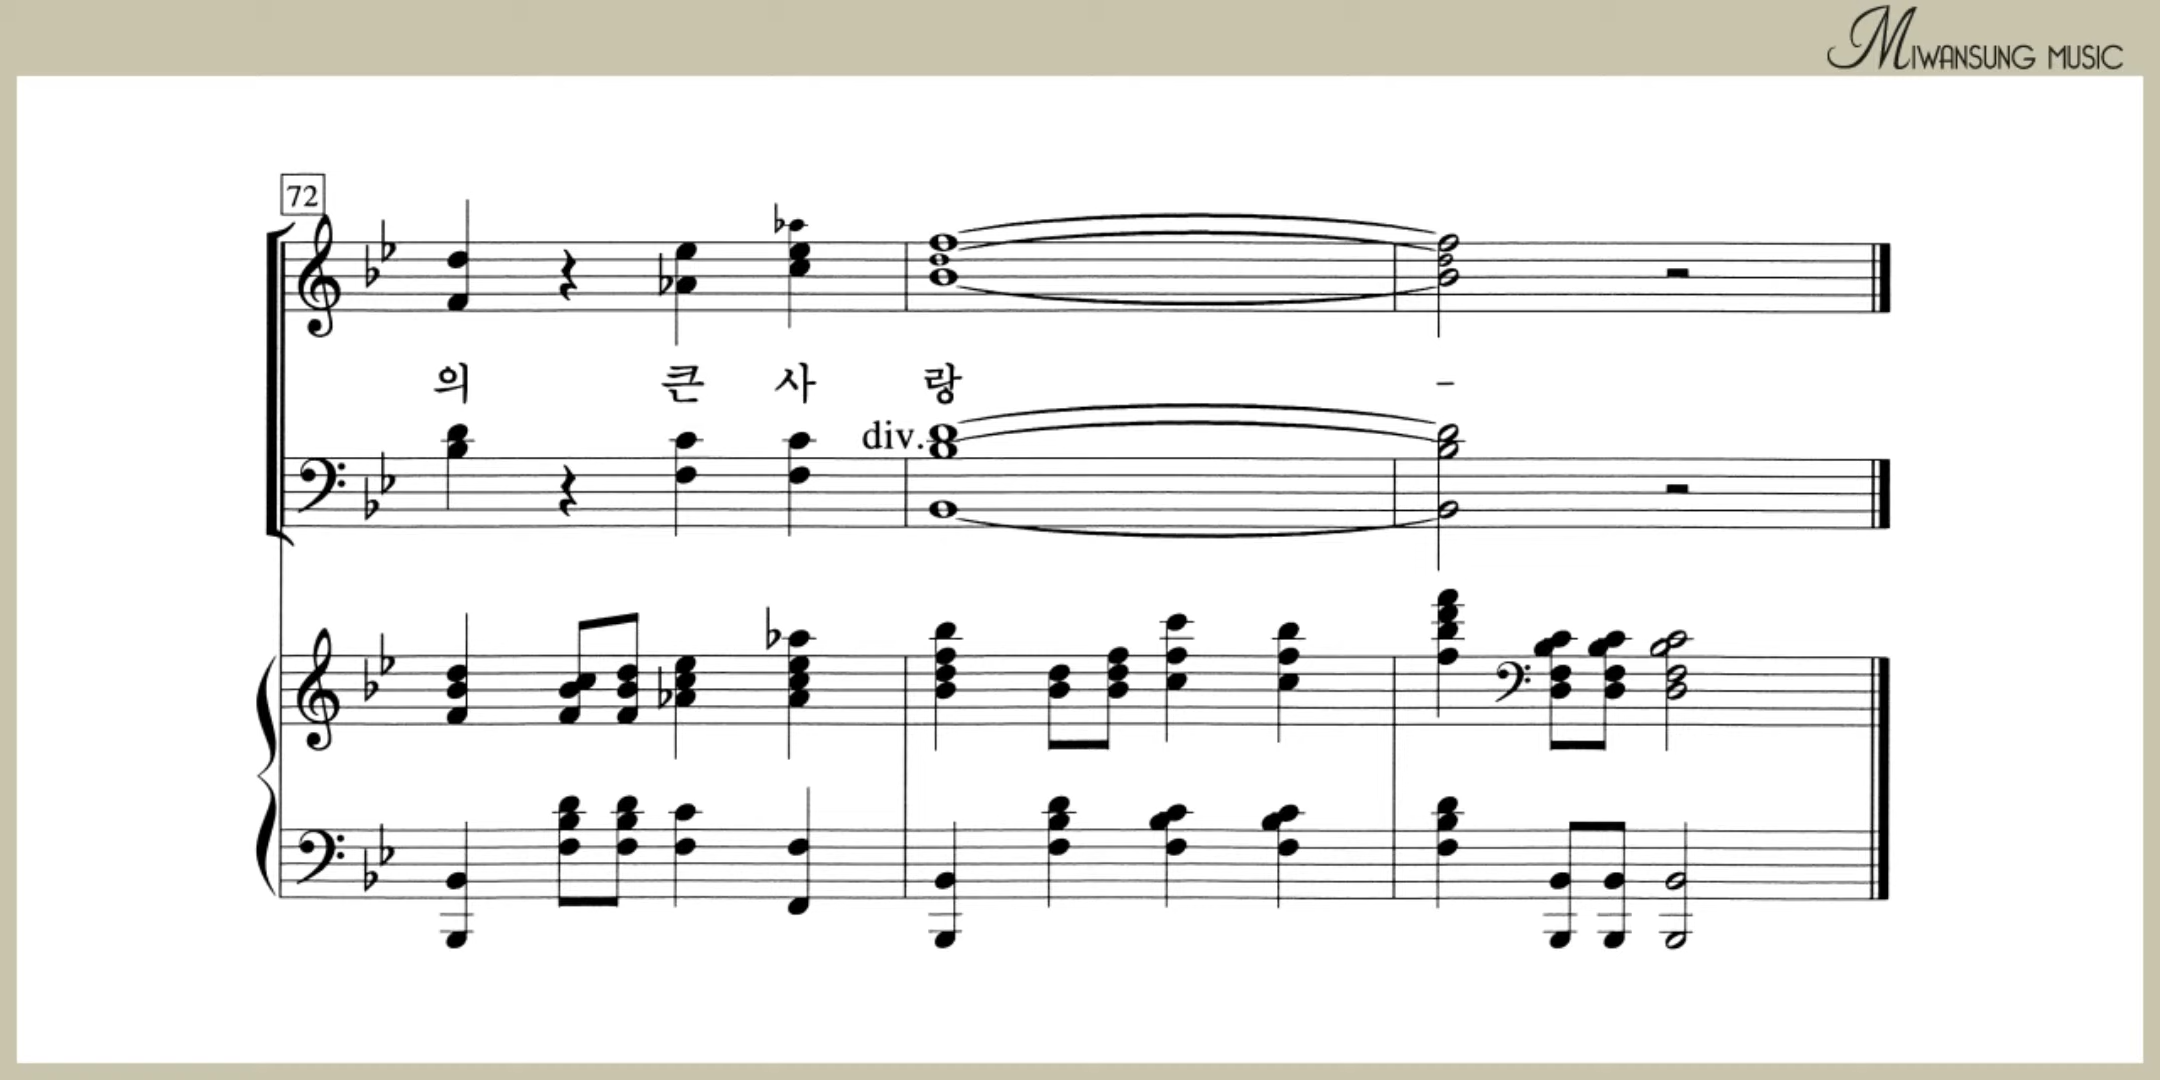 MIWANSUNG MUSIC
72
의 큰 사 랑 -
div.